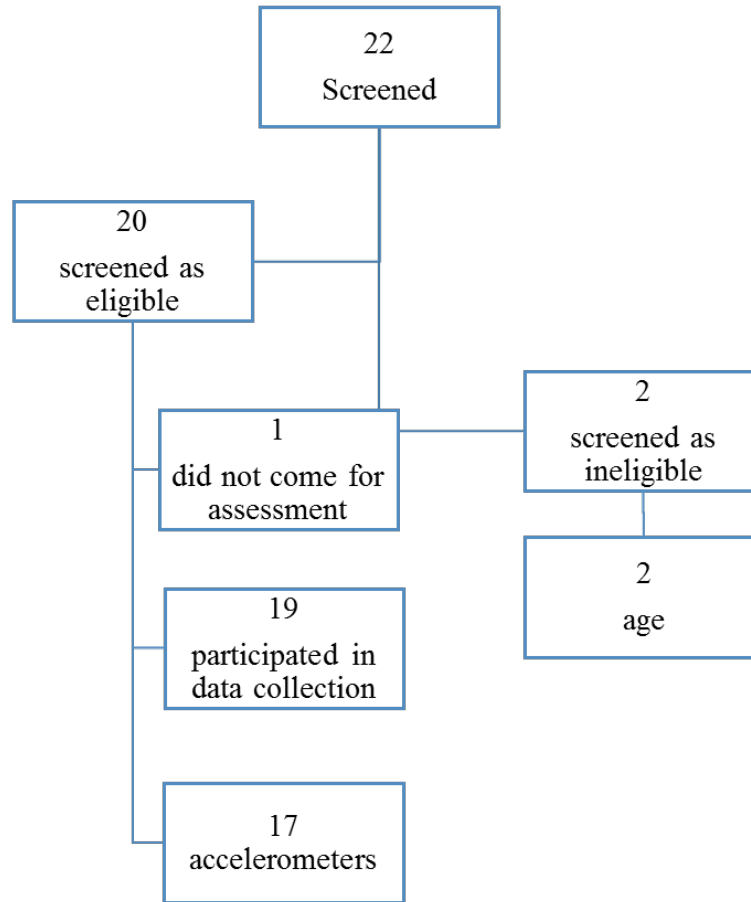 22
Screened
20
screened as
eligible
1
did not come for
assessment
2
screened as
ineligible
2
age
19
participated in
data collection
17
accelerometers